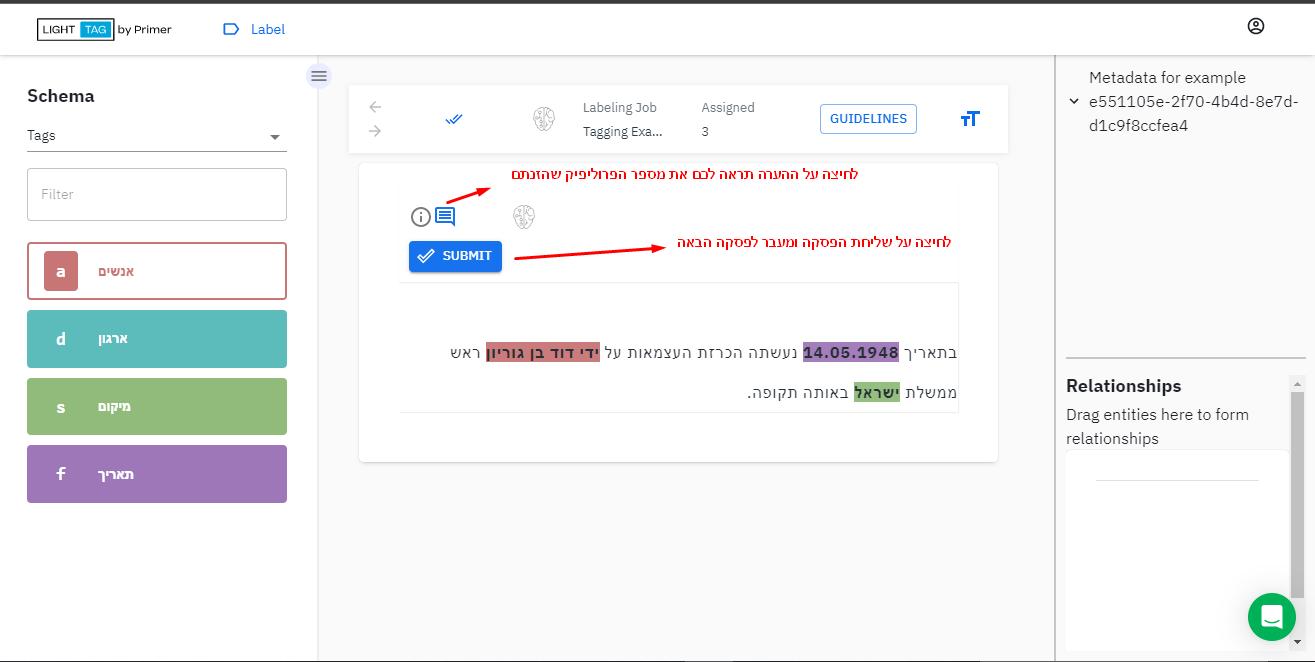 LIGHT TAG by Primer
Label
Schema
Tags
Filter
a אנשים
d ארגון
s מיקום
f תאריך
Labeling Job
Tagging Exa...
Assigned
3
GUIDELINES
TT
לחיצה על ההערה תראה לכם את מספר הפרוליפיק שהזנתם
SUBMIT
לחיצה על שליחת הפסקה ומעבר לפסקה הבאה
בתאריך 14.05.1948 נעשתה הכרזת העצמאות על ידי דוד בן גוריון ראש
ממשלת ישראל באותה תקופה.
Metadata for example
e551105e-2f70-4b4d-8e7d-
d1c9f8ccfea4
Relationships
Drag entities here to form
relationships